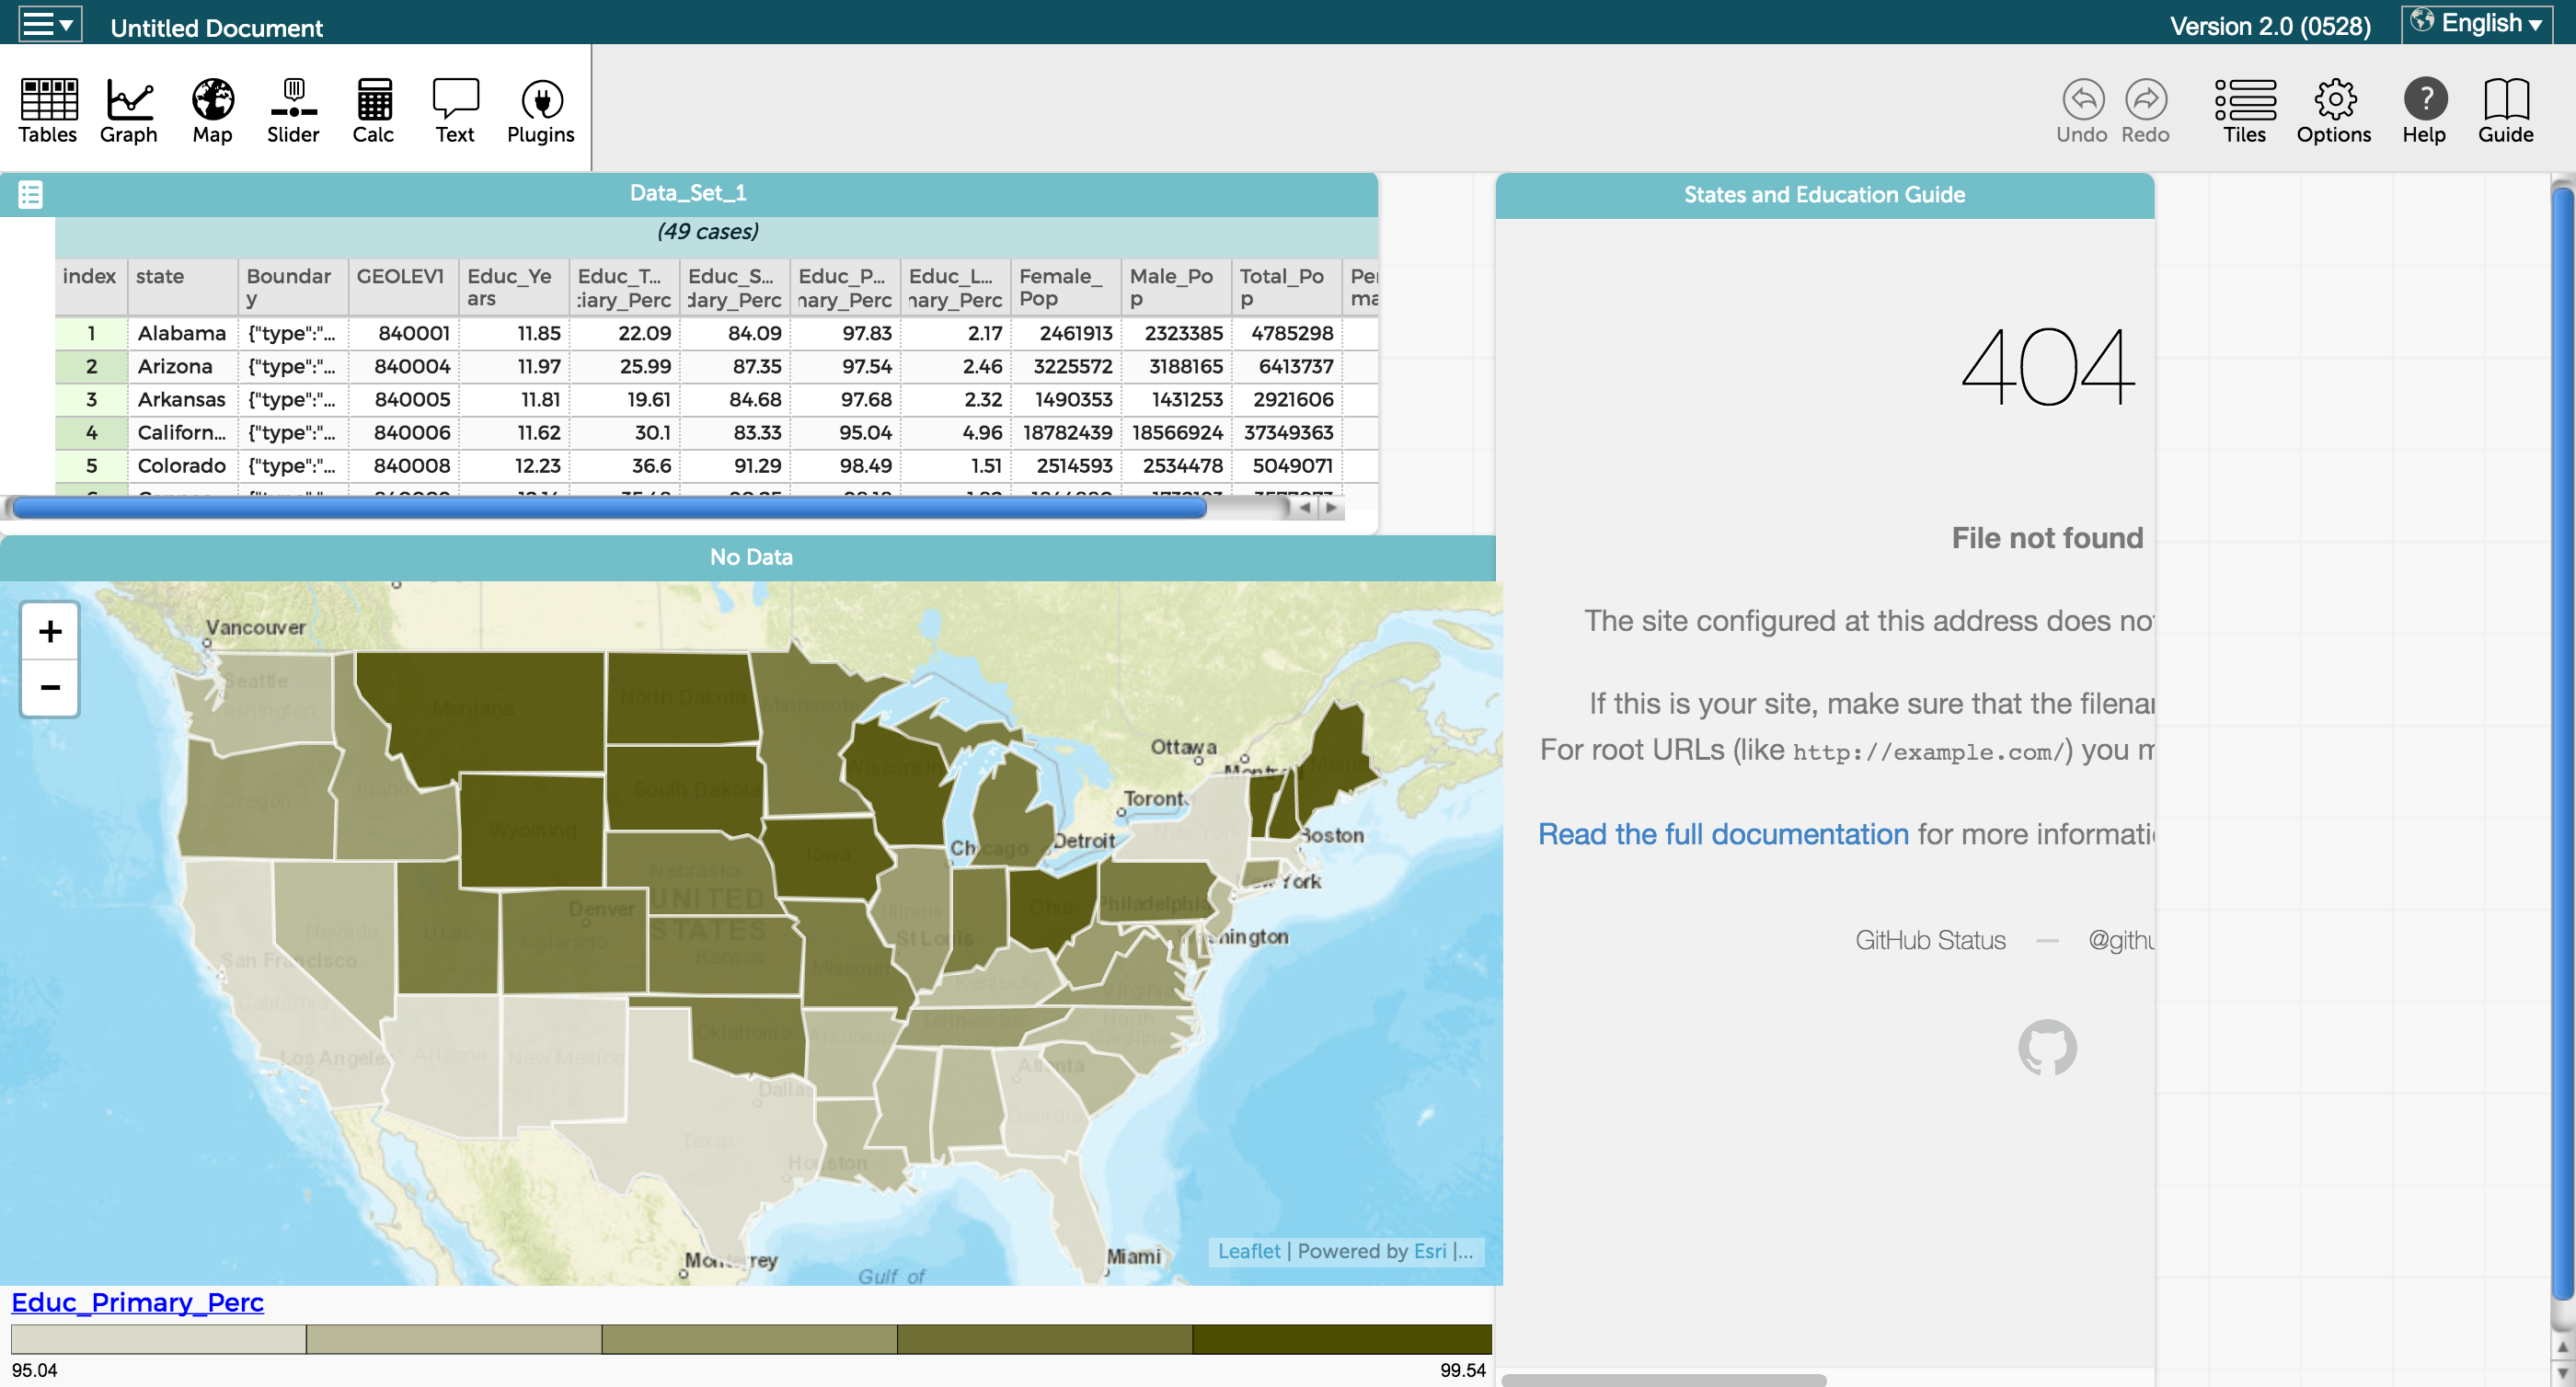 Untitled Document
Version 2.0 (0528)
English
Tables
Graph
Map
Slider
Calc
Text
Plugins
Undo
Redo
Tiles
Options
Help
Guide
Data_Set_1
(49 cases)
index state Boundar y GEOLEV1 Educ_Ye ars Educ_T... :iary_Perc Educ_S... dary_Perc Educ_P... nary_Perc Educ_L... nary_Perc Female_ Pop Male_Po p Total_Po p
1 Alabama {"type":"... 840001 11.85 22.09 84.09 97.83 2.17 2461913 2323385 4785298
2 Arizona {"type":"... 840004 11.97 25.99 87.35 97.54 2.46 3225572 3188165 6413737
3 Arkansas {"type":"... 840005 11.81 19.61 84.68 97.68 2.32 1490353 1431253 2921606
4 Californ... {"type":"... 840006 11.62 30.1 83.33 95.04 4.96 18782439 18566924 37349363
5 Colorado {"type":"... 840008 12.23 36.6 91.29 98.49 1.51 2514593 2534478 5049071
No Data
+
−
Vancouver
Seattle
Washington
Montana
North Dakota
Minnesota
Ottawa
Wisconsin
Maine
Oregon
Idaho
South Dakota
Wyoming
Toronto
New York
Boston
Detroit
Chicago
Iowa
Nebraska
New York
UNITED
STATES
Denver
Illinois
Ohio
Philadelphia
Nevada
Utah
Colorado
St Louis
Washington
San Francisco
Kansas
Missouri
Kentucky
Virginia
California
Tennessee
North
Carolina
Oklahoma
Arkansas
Los Angeles
Arizona
New Mexico
Atlanta
Dallas
Georgia
Texas
Houston
Monterrey
Miami
Gulf of
Leaflet | Powered by Esri |...
Educ_Primary_Perc
95.04
99.54
States and Education Guide
404
File not found
The site configured at this address does no
If this is your site, make sure that the filena
For root URLs (like http://example.com/) you m
Read the full documentation for more informati
GitHub Status — @githu